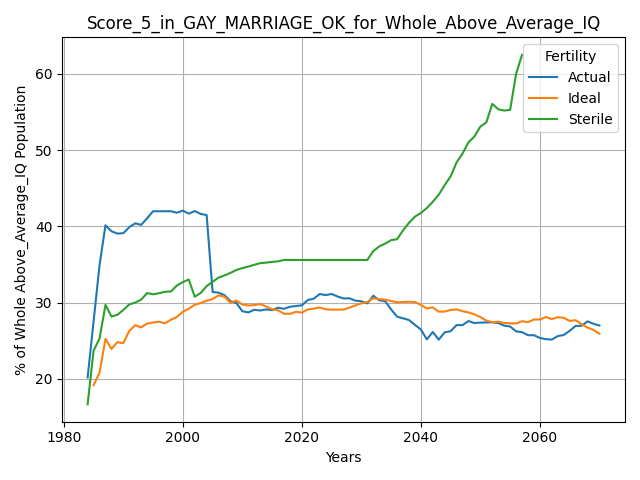 Score_5_in_GAY_MARRIAGE_OK_for_Whole_Above_Average_IQ
% of Whole Above_Average_IQ Population
60
50
40
30
20
Fertility
Actual
Ideal
Sterile
1980
2000
2020
2040
2060
Years